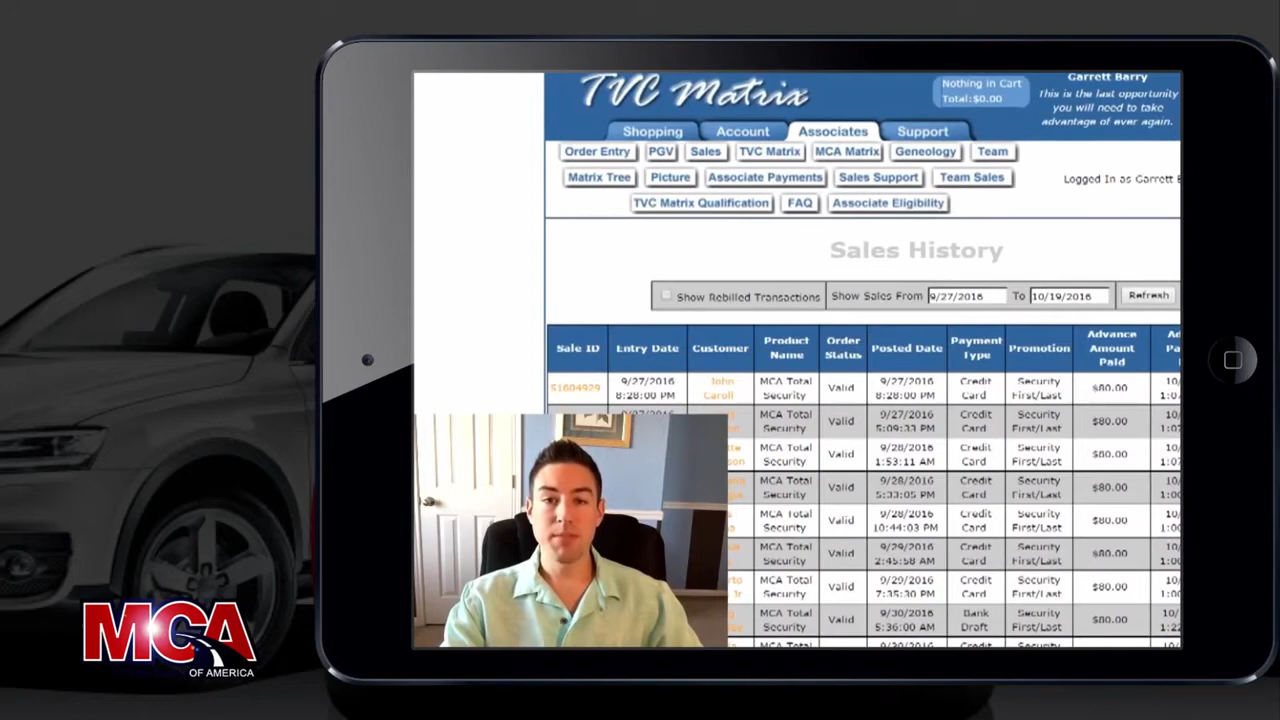 TVC Matrix
Nothing in Cart
Total:$0.00
Garrett Barry
This is the last opportunity
you will need to take
advantage of ever again.
Shopping Account Associates Support
Order Entry PGV Sales TVC Matrix MCA Matrix Geneology Team
Matrix Tree Picture Associate Payments Sales Support Team Sales
Logged In as Garrett
TVC Matrix Qualification FAQ Associate Eligibility
Sales History
Show Rebilled Transactions Show Sales From 9/27/2016 To 10/19/2016 Refresh
Sale ID Entry Date Customer Product Name Order Status Posted Date Payment Type Promotion Advance Amount Paid
51604929 9/27/2016 8:28:00 PM John Caroll MCA Total Security Valid 9/27/2016 8:28:00 PM Credit Card Security First/Last $80.00
MCA Total Security Valid 9/27/2016 5:09:33 PM Credit Card Security First/Last $80.00
MCA Total Security Valid 9/28/2016 1:53:11 AM Credit Card Security First/Last $80.00
MCA Total Security Valid 9/28/2016 5:33:05 PM Credit Card Security First/Last $80.00
MCA Total Security Valid 9/28/2016 10:44:03 PM Credit Card Security First/Last $80.00
MCA Total Security Valid 9/29/2016 2:45:58 AM Credit Card Security First/Last $80.00
MCA Total Security Valid 9/29/2016 7:35:30 PM Credit Card Security First/Last $80.00
MCA Total Security Valid 9/30/2016 5:36:00 AM Bank Draft Security First/Last $80.00
MCA
OF AMERICA